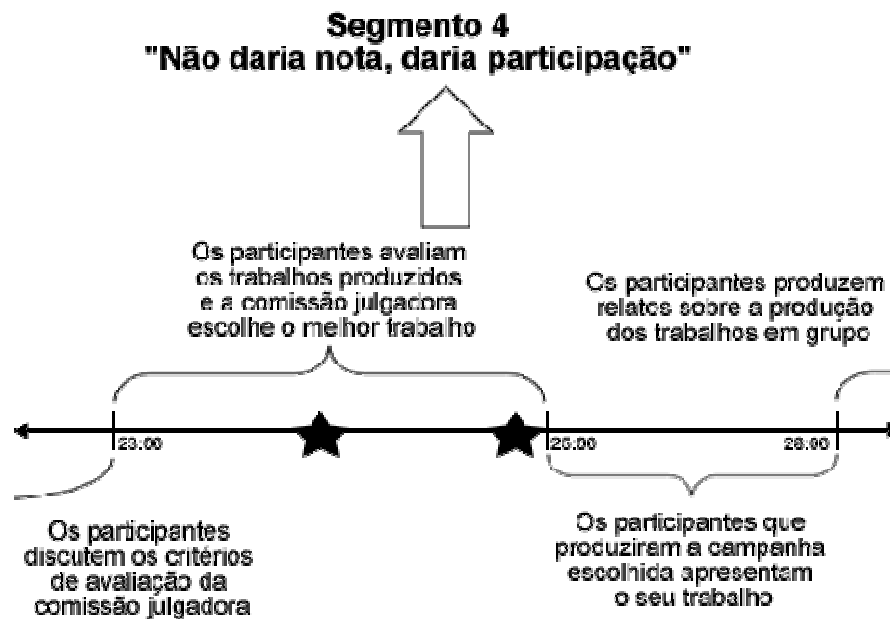 Segmento 4
"Não daria nota, daria participação"
Os participantes avaliam
os trabalhos produzidos
e a comissão julgadora
escolhe o melhor trabalho
Os participantes produzem
relatos sobre a produção
dos trabalhos em grupo
23:00
25:00
28:00
Os participantes
discutem os critérios
de avaliação da
comissão julgadora
Os participantes que
produziram a campanha
escolhida apresentam
o seu trabalho